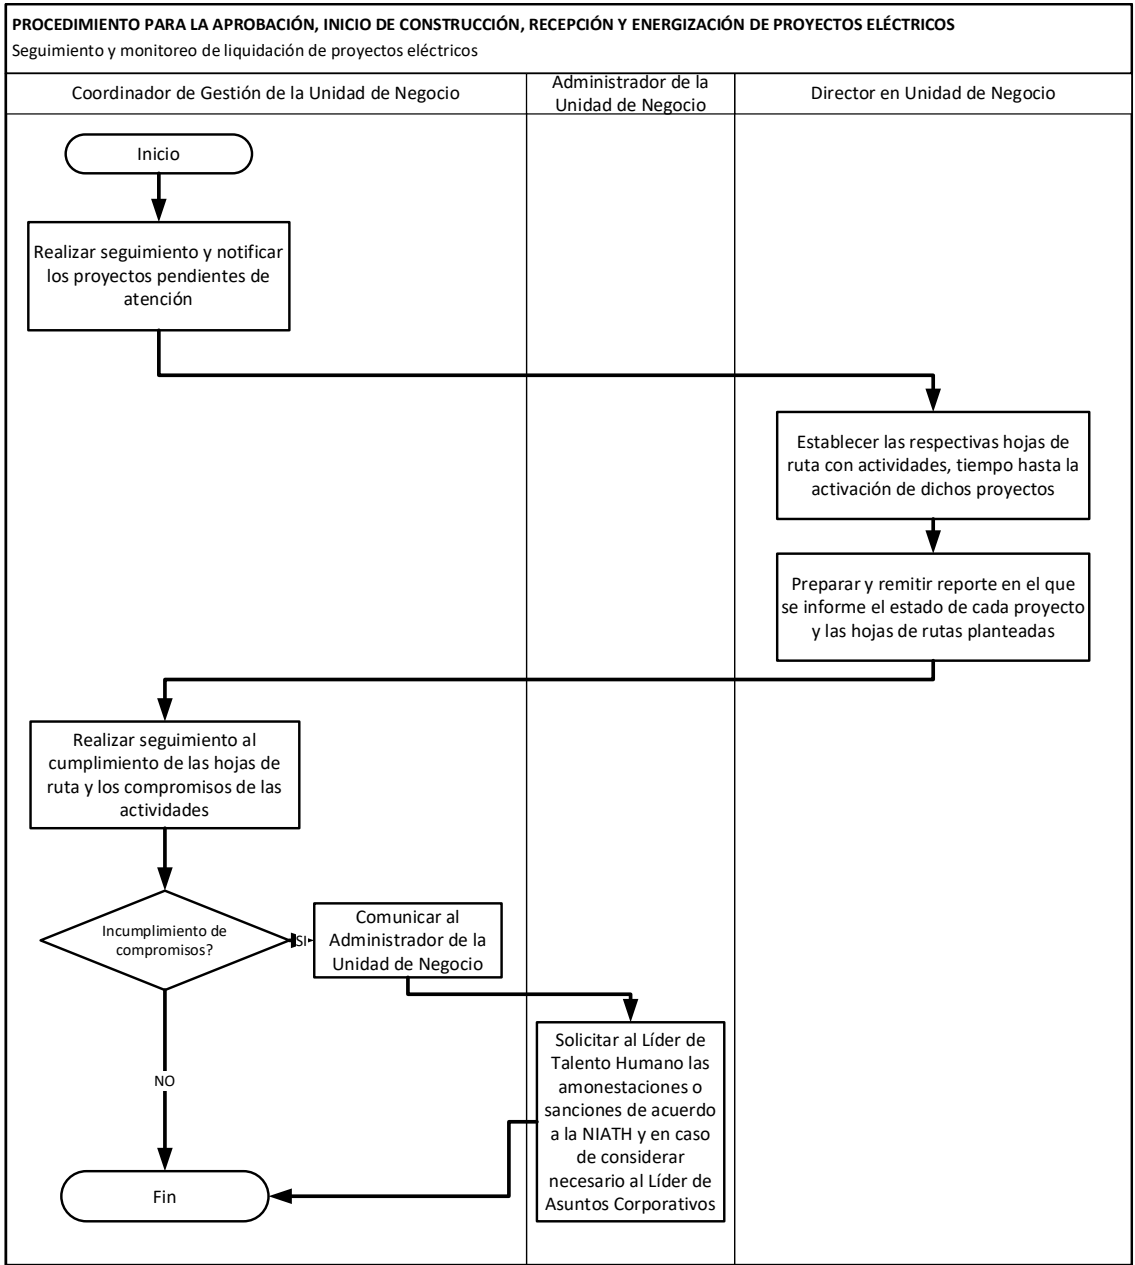 PROCEDIMIENTO PARA LA APROBACIÓN, INICIO DE CONSTRUCCIÓN, RECEPCIÓN Y ENERGIZACIÓN DE PROYECTOS ELÉCTRICOS
Seguimiento y monitoreo de liquidación de proyectos eléctricos
Coordinador de Gestión de la Unidad de Negocio
Administrador de la
Unidad de Negocio
Director en Unidad de Negocio
Inicio
Realizar seguimiento y notificar
los proyectos pendientes de
atención
Establecer las respectivas hojas de
ruta con actividades, tiempo hasta la
activación de dichos proyectos
Preparar y remitir reporte en el que
se informe el estado de cada proyecto
y las hojas de rutas planteadas
Realizar seguimiento al
cumplimiento de las hojas de
ruta y los compromisos de las
actividades
Incumplimiento de
compromisos?
SI
Comunicar al
Administrador de la
Unidad de Negocio
Solicitar al Líder de
Talento Humano las
amonestaciones o
sanciones de acuerdo
a la NIATH y en caso
de considerar
necesario al Líder de
Asuntos Corporativos
NO
Fin